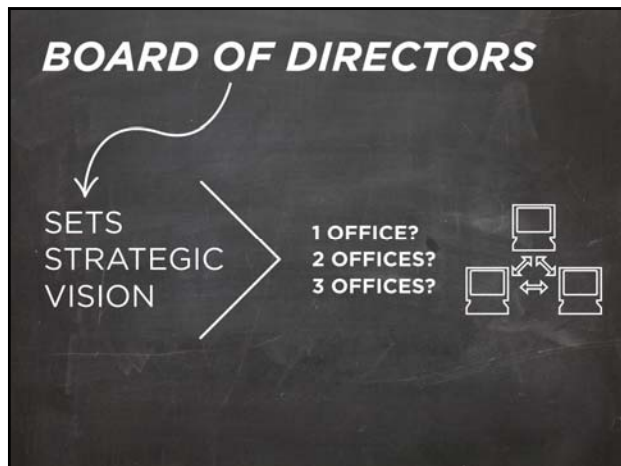 BOARD OF DIRECTORS
SETS
STRATEGIC
VISION
1 OFFICE?
2 OFFICES?
3 OFFICES?